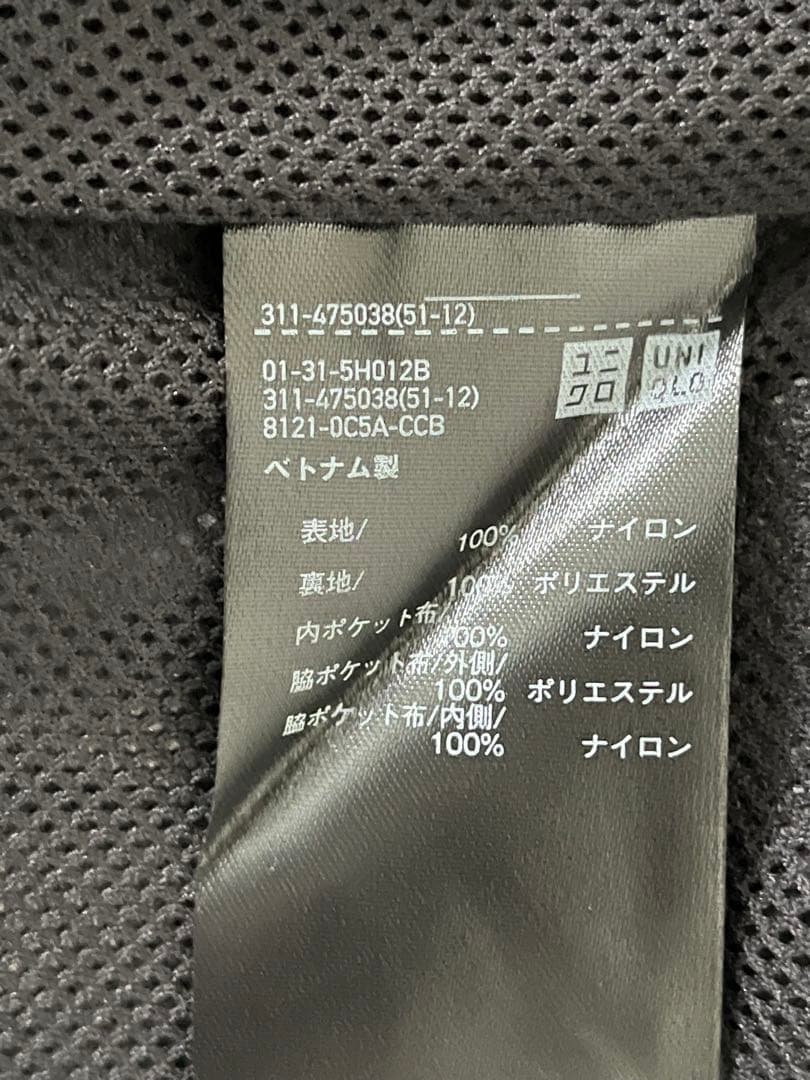 311-475038(51-12)
01-31-5H012B
311-475038(51-12)
8121-0C5A-CCB
ユニ
クロ
UNI
QLO
ベトナム製
表地/ 100% ナイロン
裏地/ 100% ポリエステル
内ポケット布/
100% ナイロン
脇ポケット布/外側/
100% ポリエステル
脇ポケット布/内側/
100% ナイロン